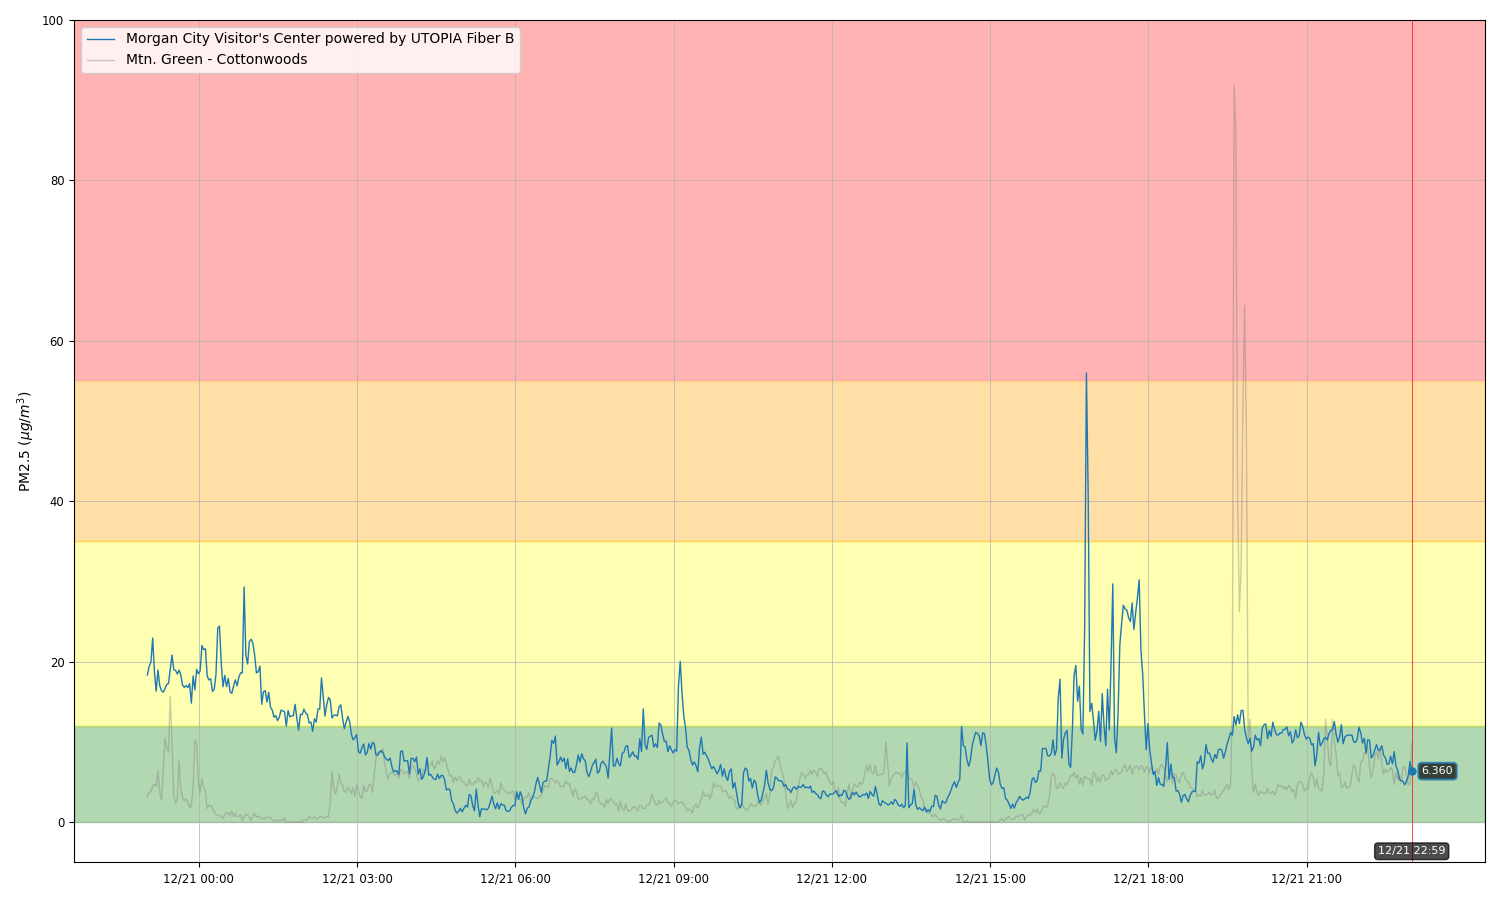 100
80
60
40
20
0
PM2.5 (μg/m³)
Morgan City Visitor's Center powered by UTOPIA Fiber B
Mtn. Green - Cottonwoods
6.360
12/21 22:59
12/21 00:00 12/21 03:00 12/21 06:00 12/21 09:00 12/21 12:00 12/21 15:00 12/21 18:00 12/21 21:00